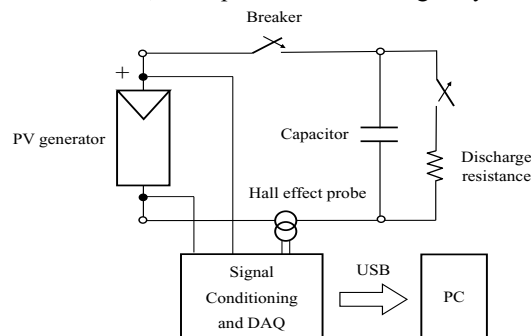 Breaker
+
PV generator
Capacitor
Discharge
resistance
Hall effect probe
Signal
Conditioning
and DAQ
USB
PC